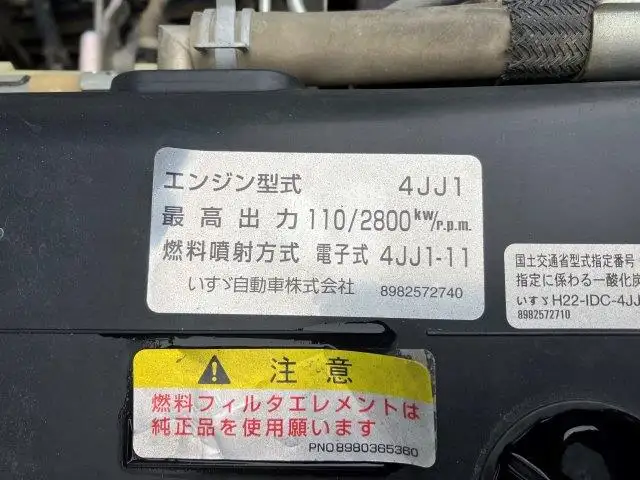 エンジン型式 4JJ1
最高出力 110/2800kW/r.p.m.
燃料噴射方式 電子式 4JJ1-11
いすゞ自動車株式会社 8982572740
国土交通省型式指定番号
指定に係わる一酸化炭
いすゞH22-IDC-4JJ
8982572710
注意
燃料フィルタエレメントは
純正品を使用願います
PNO8980365360